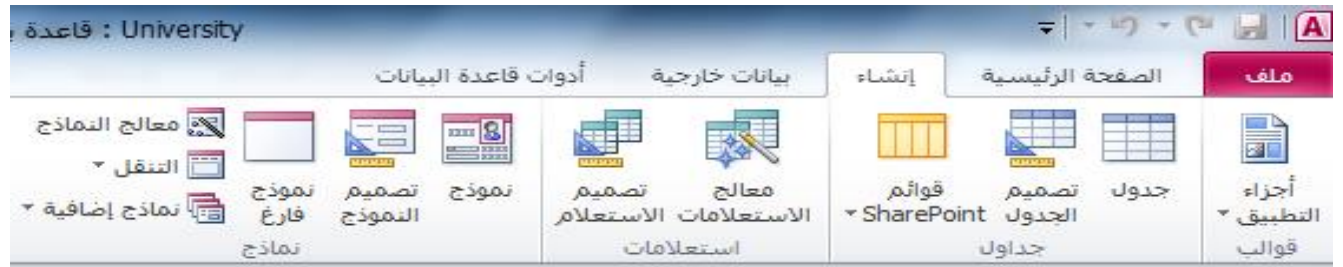 University : قاعدة
ملف
الصفحة الرئيسية
إنشاء
بيانات خارجية
أدوات قاعدة البيانات
أجزاء
التطبيق
قوالب
جدول
تصميم
الجدول
قوائم
SharePoint
جداول
معالج
الاستعلامات
تصميم
الاستعلام
استعلامات
نموذج
تصميم
النموذج
نموذج
فارغ
معالج النماذج
التنقل
نماذج إضافية
نماذج